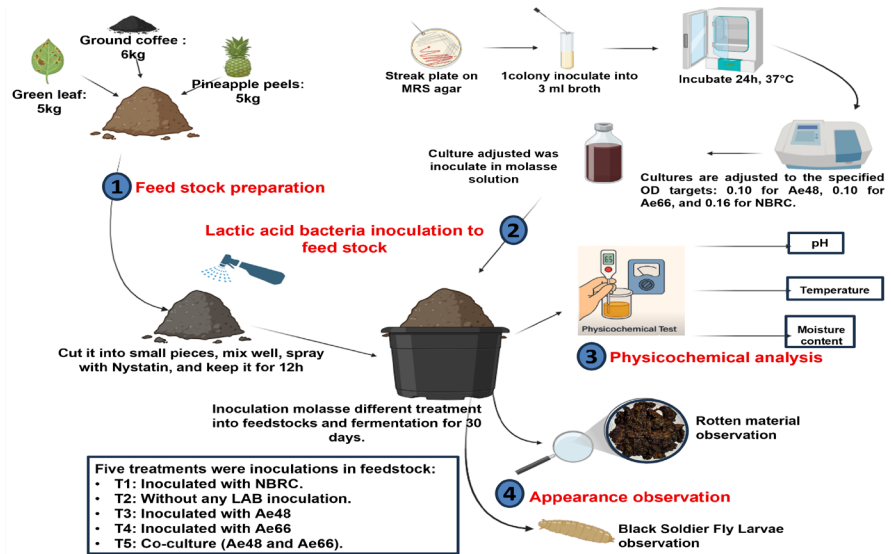 Ground coffee :
6kg
Green leaf:
5kg
Pineapple peels:
5kg
Streak plate on
MRS agar
1colony inoculate into
3 ml broth
Incubate 24h, 37°C
Culture adjusted was
inoculate in molasse
solution
Cultures are adjusted to the specified
OD targets: 0.10 for Ae48, 0.10 for
Ae66, and 0.16 for NBRC.
1 Feed stock preparation
2
Lactic acid bacteria inoculation to
feed stock
Cut it into small pieces, mix well, spray
with Nystatin, and keep it for 12h
Inoculation molasse different treatment
into feedstocks and fermentation for 30
days.
65
Physicochemical Test
pH
Temperature
Moisture
content
3 Physicochemical analysis
Rotten material
observation
4 Appearance observation
Black Soldier Fly Larvae
observation
Five treatments were inoculations in feedstock:
• T1: Inoculated with NBRC.
• T2: Without any LAB inoculation.
• T3: Inoculated with Ae48
• T4: Inoculated with Ae66
• T5: Co-culture (Ae48 and Ae66).